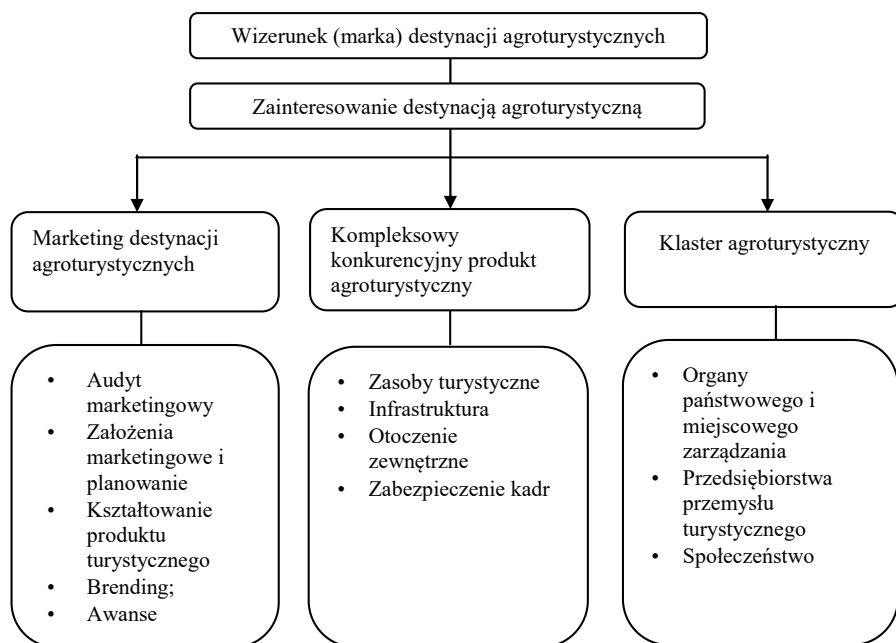 Wizerunek (marka) destynacji agroturystycznych
Zainteresowanie destynacją agroturystyczną
Marketing destynacji
agroturystycznych
Kompleksowy
konkurencyjny produkt
agroturystyczny
Klaster agroturystyczny
• Audyt
marketingowy
• Założenia
marketingowe i
planowanie
• Kształtowanie
produktu
turystycznego
• Brending;
• Awanse
• Zasoby turystyczne
• Infrastruktura
• Otoczenie
zewnętrzne
• Zabezpieczenie kadr
• Organy
państwowego i
miejscowego
zarządzania
• Przedsiębiorstwa
przemysłu
turystycznego
• Społeczeństwo